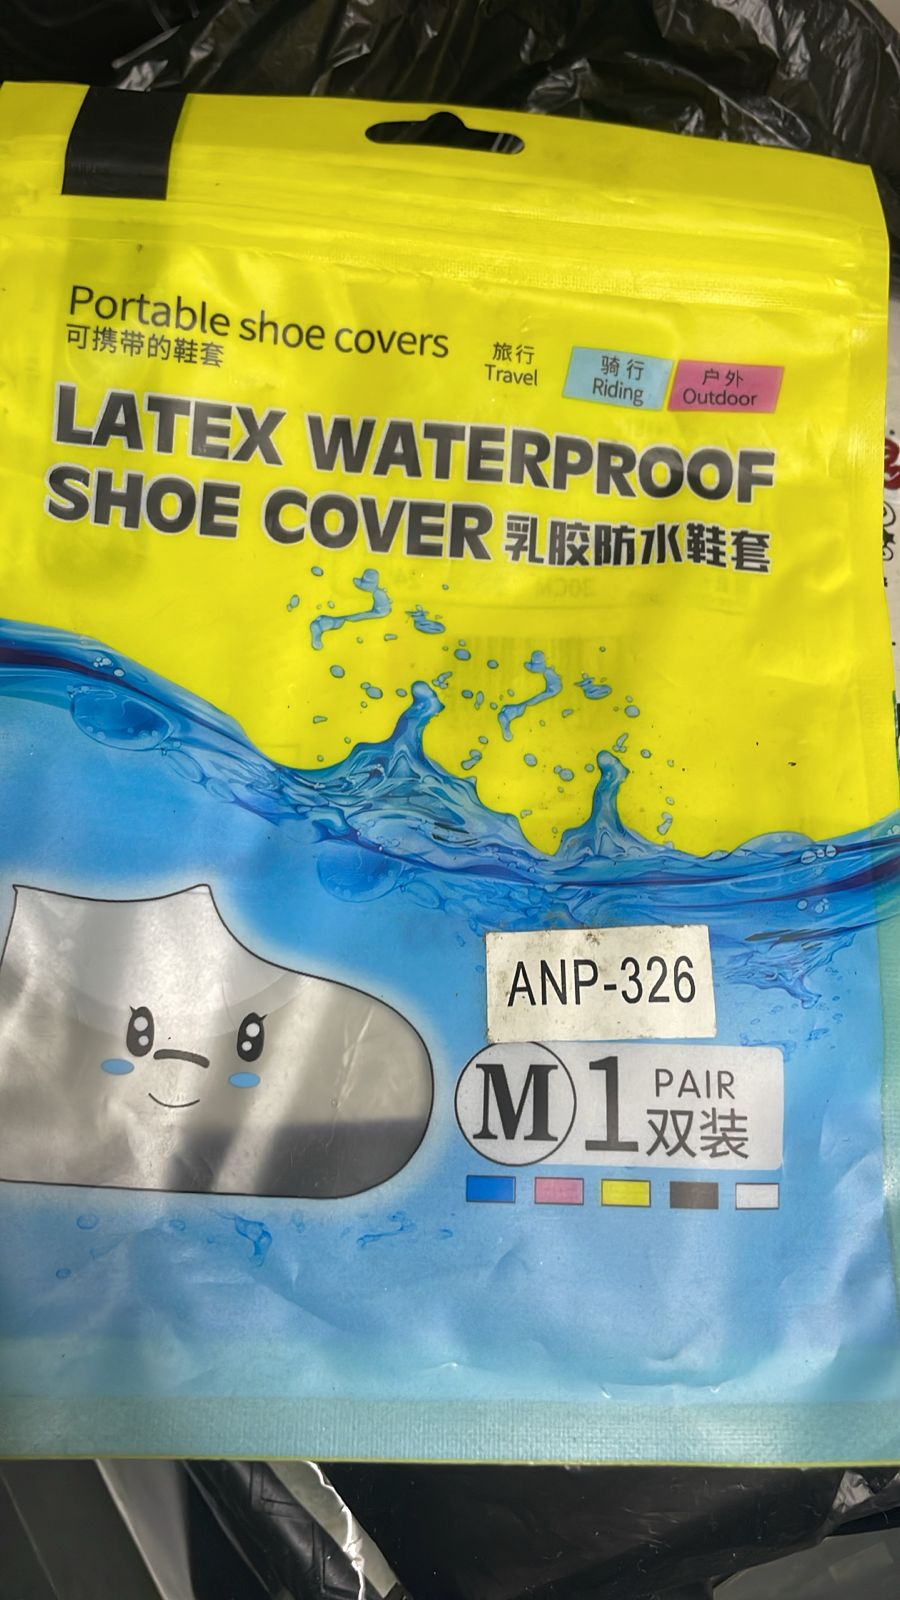 Portable shoe covers
可携带的鞋套
旅行
Travel
骑行
Riding
户外
Outdoor
LATEX WATERPROOF
SHOE COVER 乳胶防水鞋套
ANP-326
M 1 PAIR
双装